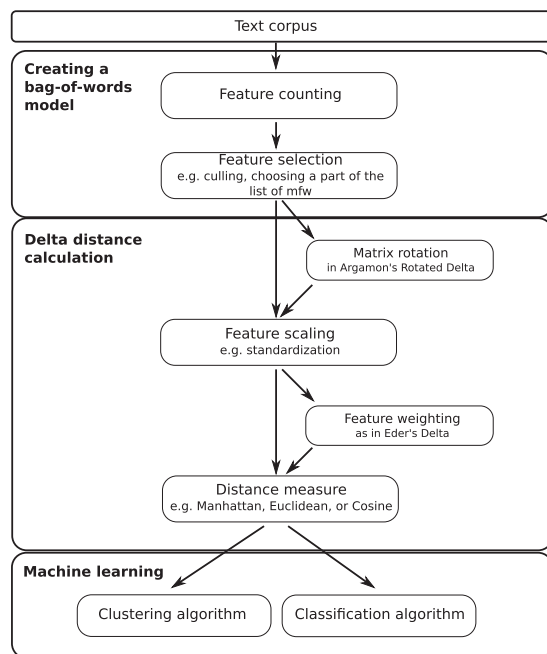 Text corpus
Creating a
bag-of-words
model
Feature counting
Feature selection
e.g. culling, choosing a part of the
list of mfw
Delta distance
calculation
Matrix rotation
in Argamon's Rotated Delta
Feature scaling
e.g. standardization
Feature weighting
as in Eder's Delta
Distance measure
e.g. Manhattan, Euclidean, or Cosine
Machine learning
Clustering algorithm
Classification algorithm